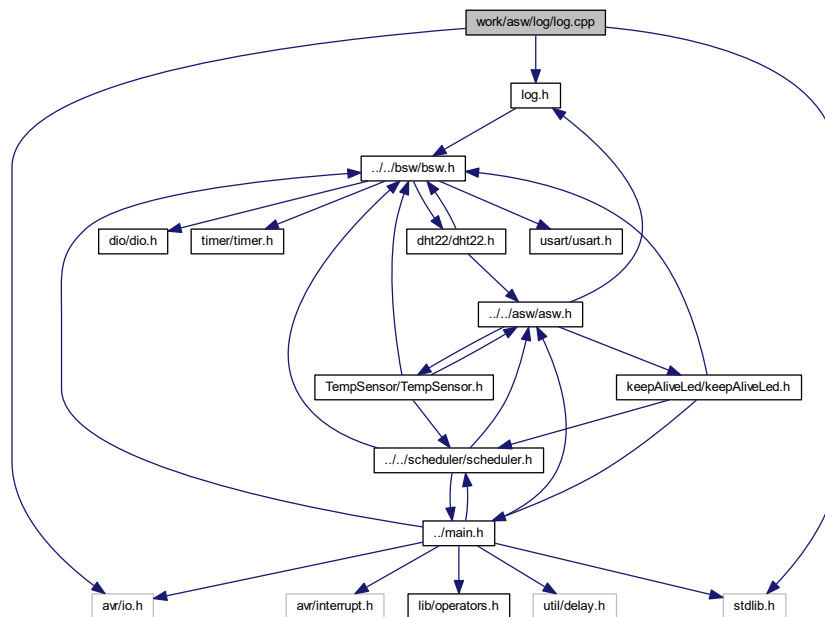 work/asw/log/log.cpp
log.h
../../bsw/bsw.h
dio/dio.h
timer/timer.h
dht22/dht22.h
usart/usart.h
../../asw/asw.h
TempSensor/TempSensor.h
keepAliveLed/keepAliveLed.h
../../scheduler/scheduler.h
../main.h
avr/io.h
avr/interrupt.h
lib/operators.h
util/delay.h
stdlib.h